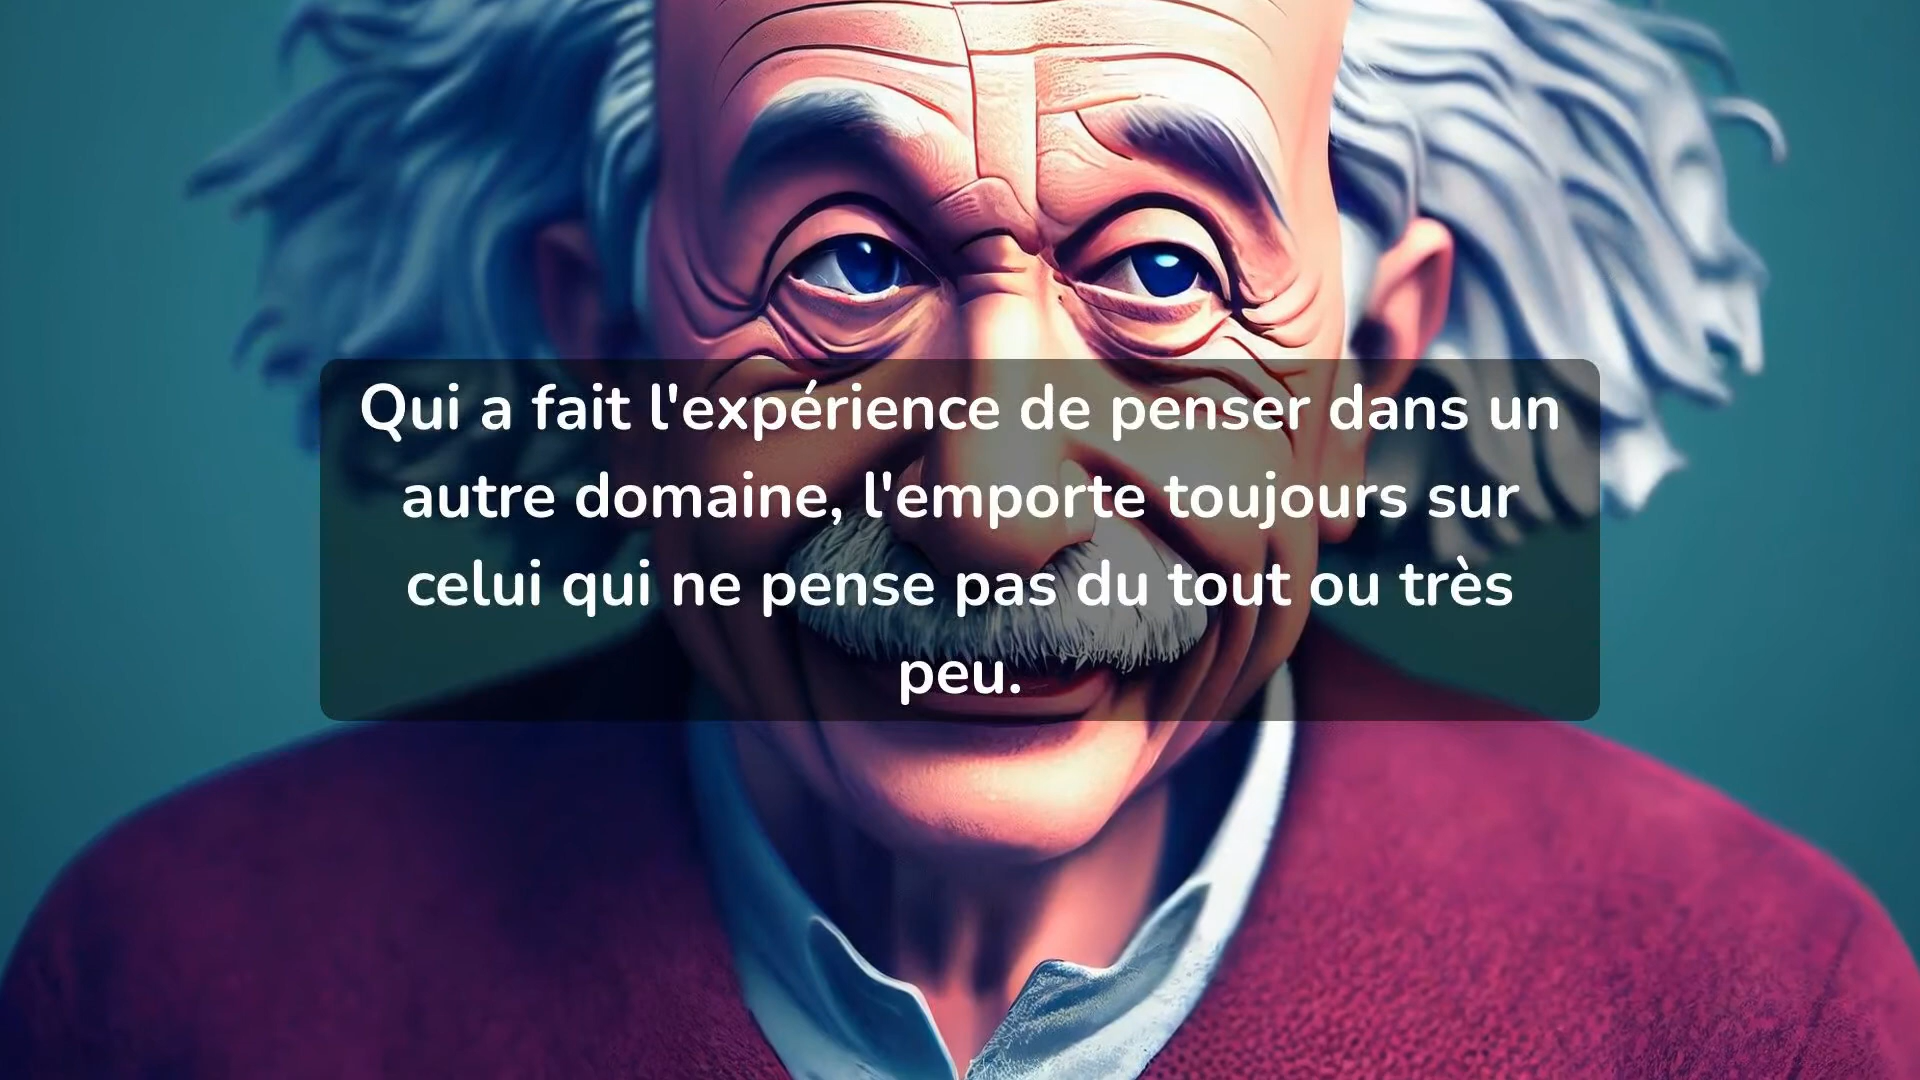 Qui a fait l'expérience de penser dans un
autre domaine, l'emporte toujours sur
celui qui ne pense pas du tout ou très
peu.